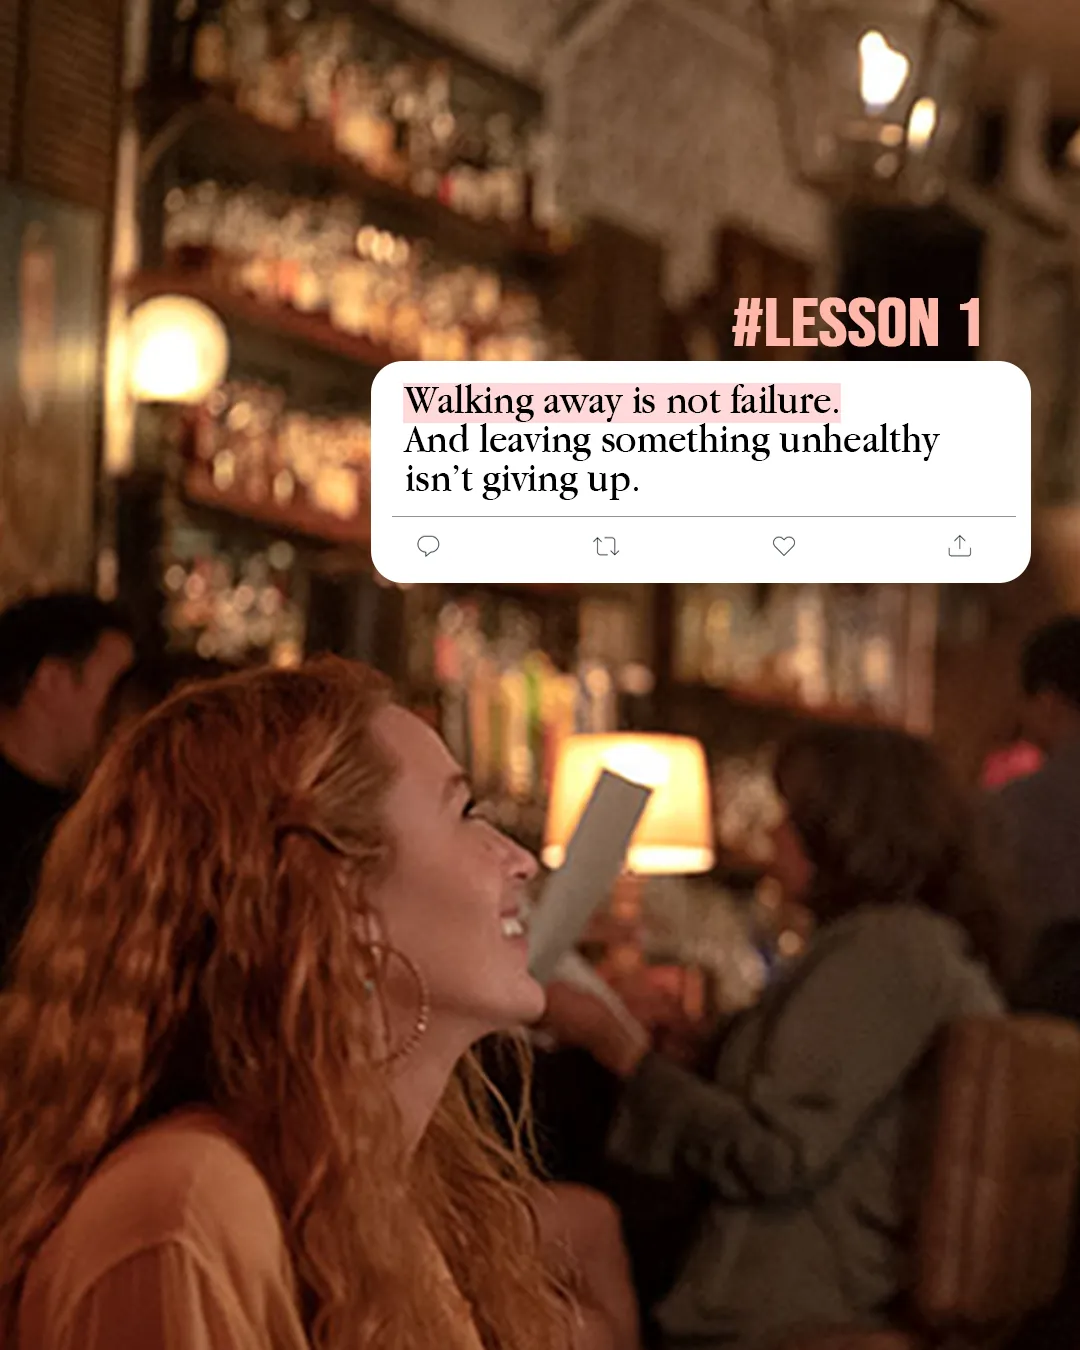 #LESSON 1
Walking away is not failure.
And leaving something unhealthy
isn’t giving up.